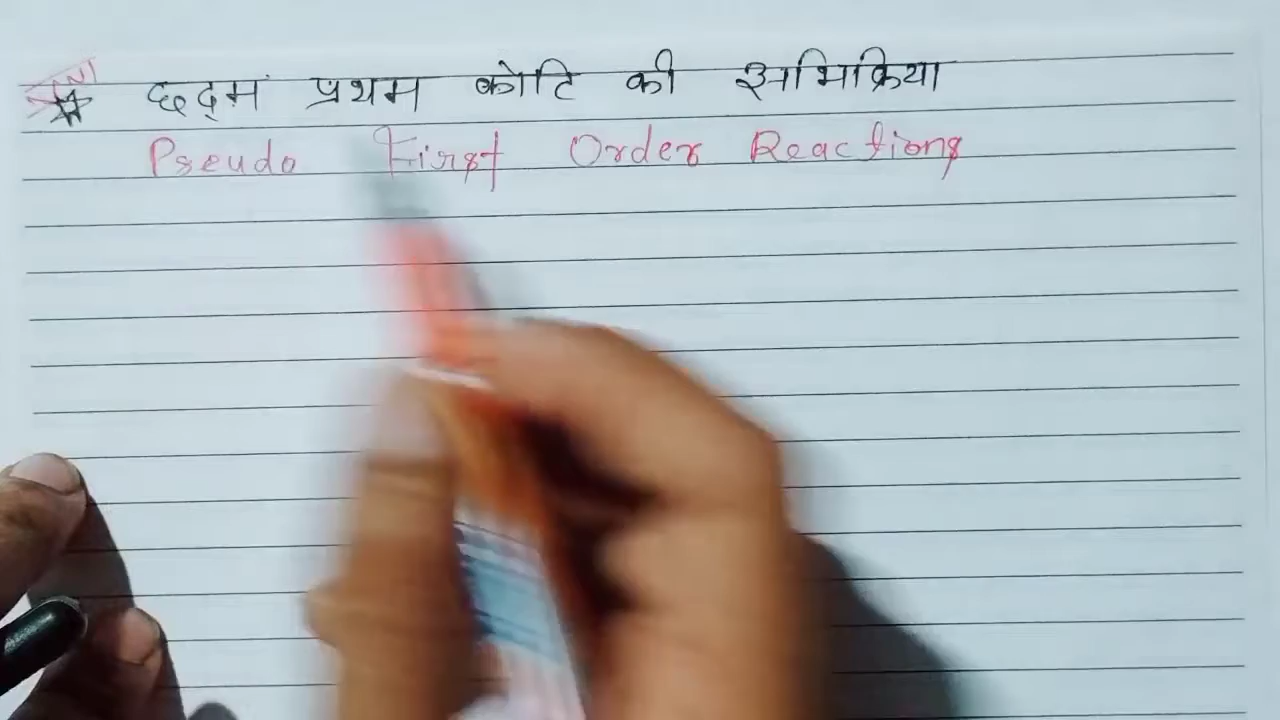 छद्म प्रथम कोटि की अभिक्रिया
Pseudo First Order Reactions